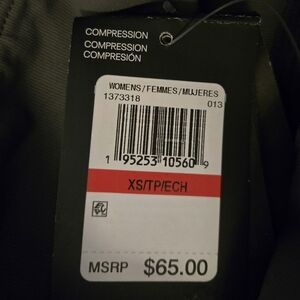 COMPRESSION
COMPRESSION
COMPRESIÓN
WOMENS/FEMMES/MUJERES
1373318 013
1 95253 10560 9
XS/TP/ECH
MSRP $65.00